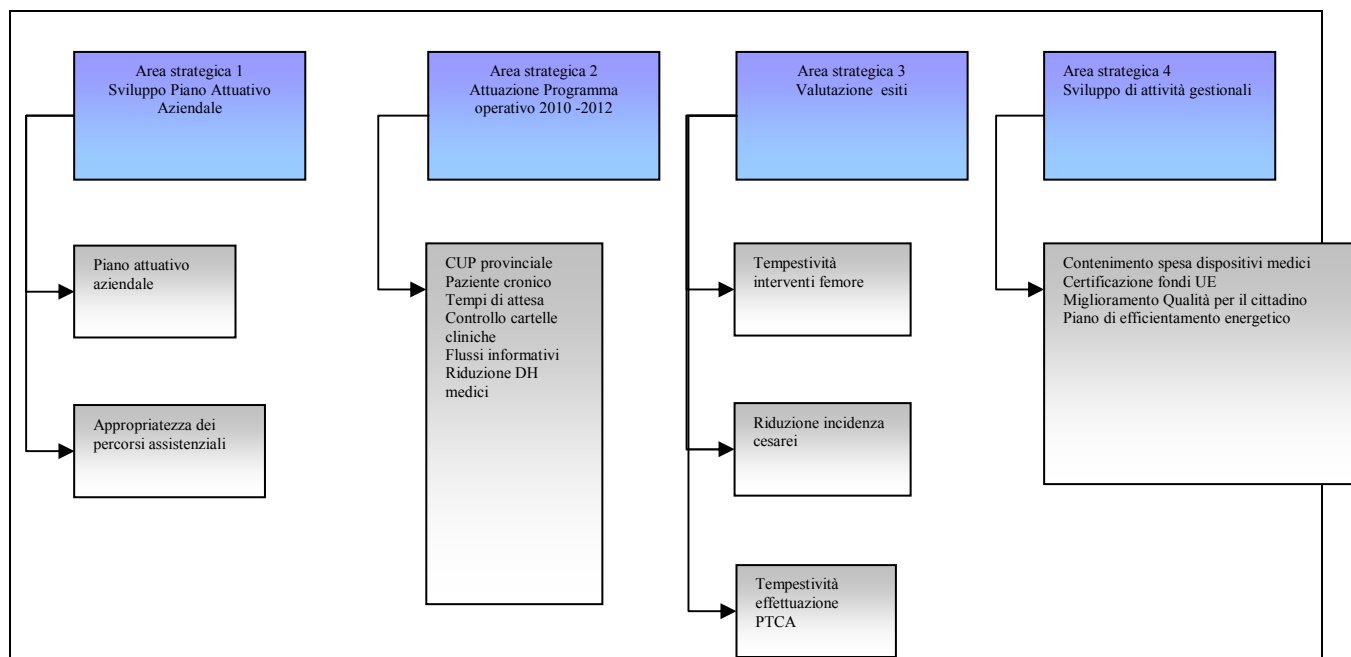 Area strategica 1
Sviluppo Piano Attuativo
Aziendale
Area strategica 2
Attuazione Programma
operativo 2010 -2012
Area strategica 3
Valutazione esiti
Area strategica 4
Sviluppo di attività gestionali
Piano attuativo
aziendale
Appropriatezza dei
percorsi assistenziali
CUP provinciale
Paziente cronico
Tempi di attesa
Controllo cartelle
cliniche
Flussi informativi
Riduzione DH
medici
Tempestività
interventi femore
Riduzione incidenza
cesarei
Tempestività
effettuazione
PTCA
Contenimento spesa dispositivi medici
Certificazione fondi UE
Miglioramento Qualità per il cittadino
Piano di efficientamento energetico